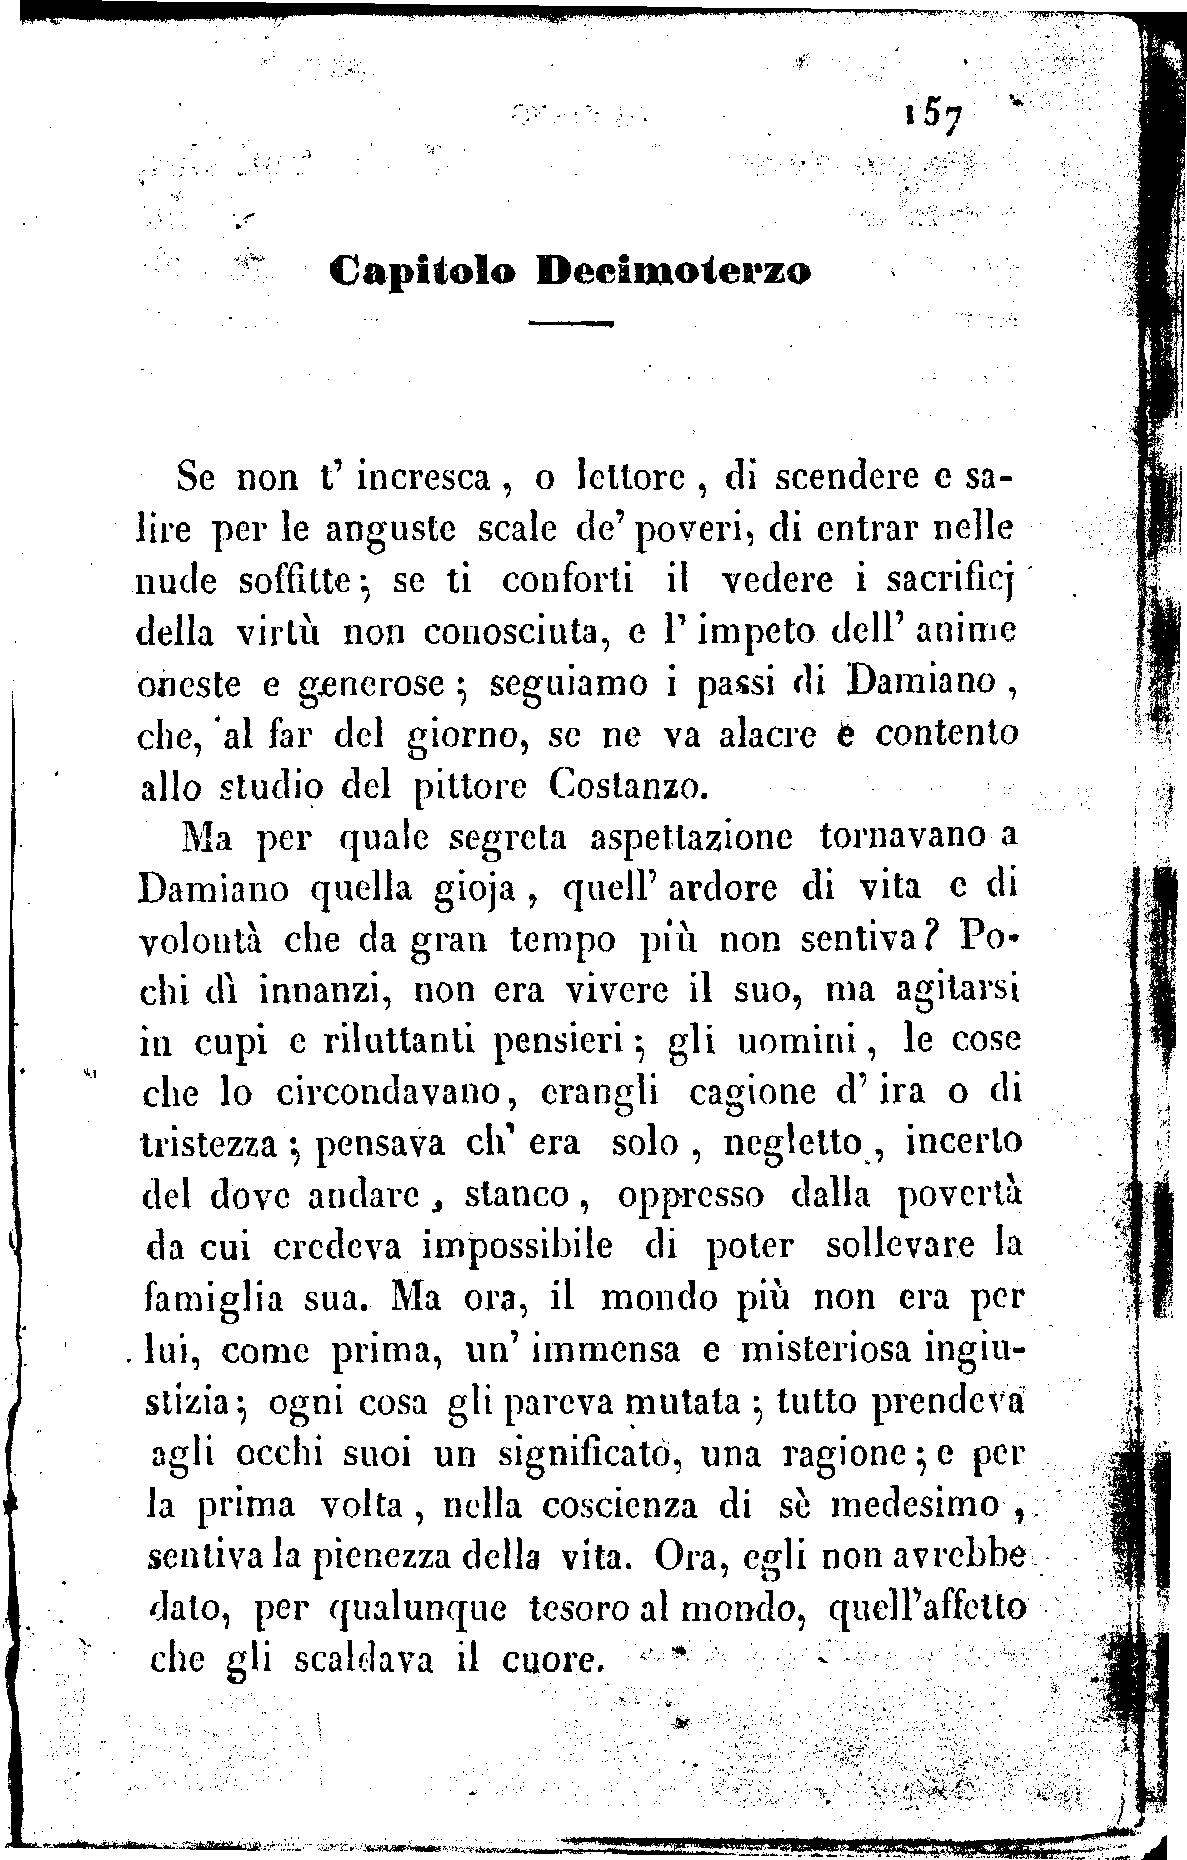 157
Capitolo Decimoterzo
Se non t' incresca, o lettore, di scendere e sa-
lire per le anguste scale de' poveri, di entrar nelle
nude soffitte; se ti conforti il vedere i sacrificj
della virtù non conosciuta, e l' impeto dell' anime
oneste e generose; seguiamo i passi di Damiano,
che, al far del giorno, se ne va alacre e contento
allo studio del pittore Costanzo.
Ma per quale segreta aspettazione tornavano a
Damiano quella gioja, quell' ardore di vita e di
volontà che da gran tempo più non sentiva? Po-
chi dì innanzi, non era vivere il suo, ma agitarsi
in cupi e riluttanti pensieri; gli uomini, le cose
che lo circondavano, erangli cagione d' ira o di
tristezza; pensava ch' era solo, negletto, incerto
del dove andare, stanco, oppresso dalla povertà
da cui credeva impossibile di poter sollevare la
famiglia sua. Ma ora, il mondo più non era per
lui, come prima, un' immensa e misteriosa ingiu-
stizia; ogni cosa gli pareva mutata; tutto prendeva
agli occhi suoi un significato, una ragione; e per
la prima volta, nella coscienza di sè medesimo,
sentiva la pienezza della vita. Ora, egli non avrebbe
dato, per qualunque tesoro al mondo, quell'affetto
che gli scaldava il cuore.